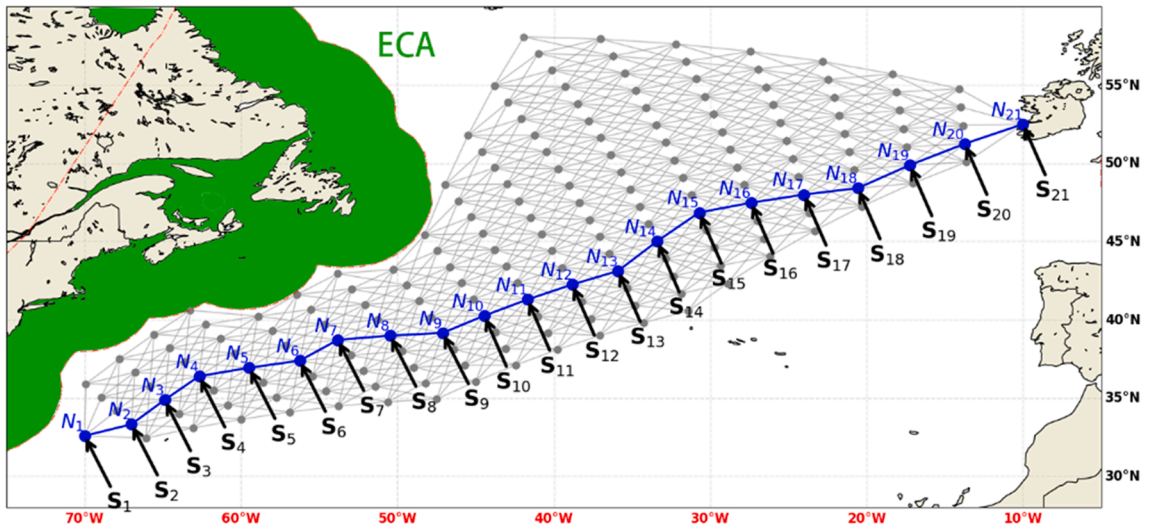 ECA
55°W
50°W
45°W
40°W
35°W
30°W
N₁
N₂
N₃
N₄
N₅
N₆
N₇
N₈
N₉
N₁₀
N₁₁
N₁₂
N₁₃
N₁₄
N₁₅
N₁₆
N₁₇
N₁₈
N₁₉
N₂₀
N₂₁
S₁
S₂
S₃
S₄
S₅
S₆
S₇
S₈
S₉
S₁₀
S₁₁
S₁₂
S₁₃
S₁₄
S₁₅
S₁₆
S₁₇
S₁₈
S₁₉
S₂₀
S₂₁
70°W 60°W 50°W 40°W 30°W 20°W 10°W